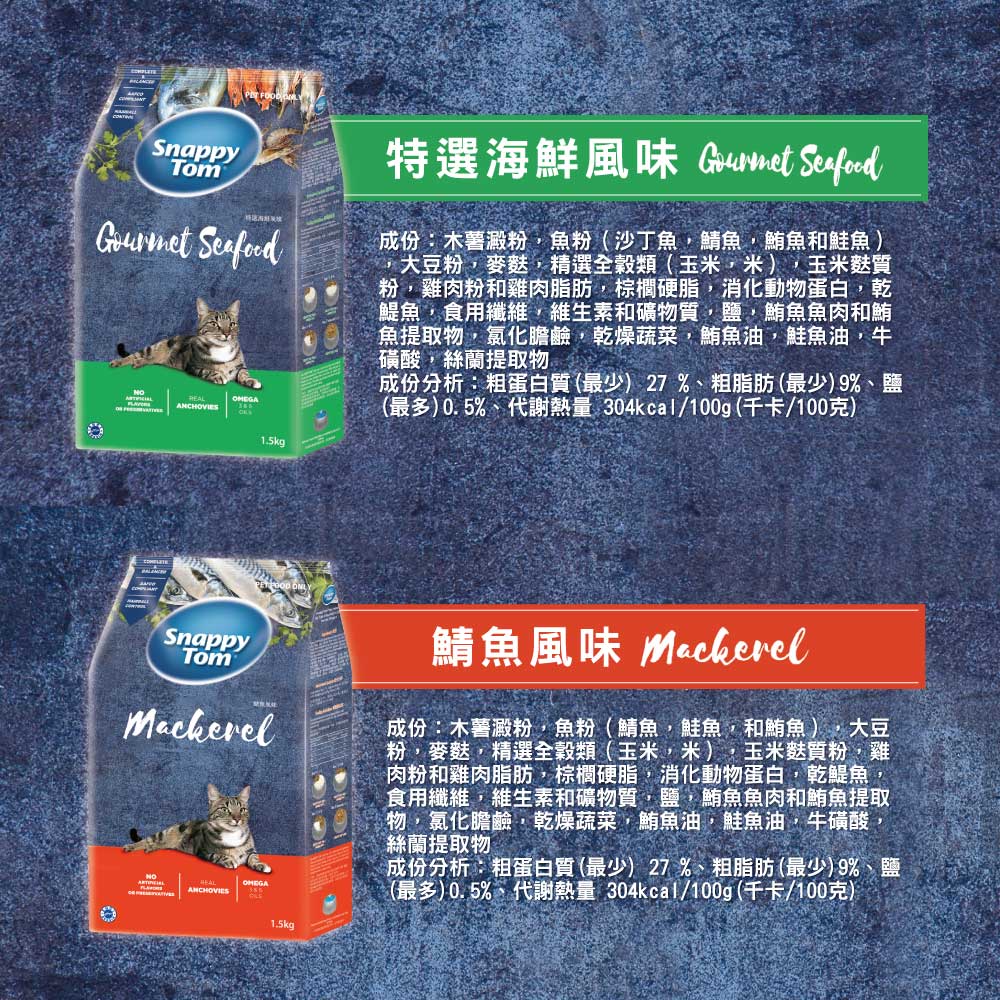 COMPLETE
&
BALANCED
AAFCO
COMPLIANT
HAIRBALL
CONTROL
PET FOOD ONLY
Snappy
Tom
特選海鮮風味
Gourmet Seafood
NO
ARTIFICIAL
FLAVORS
OR PRESERVATIVES
REAL
ANCHOVIES
OMEGA
3 & 6
OILS
1.5kg
特選海鮮風味 Gourmet Seafood
成份：木薯澱粉，魚粉（沙丁魚，鯖魚，鮪魚和鮭魚）
，大豆粉，麥麩，精選全穀類（玉米，米），玉米麩質
粉，雞肉粉和雞肉脂肪，棕櫚硬脂，消化動物蛋白，乾
鯷魚，食用纖維，維生素和礦物質，鹽，鮪魚魚肉和鮪
魚提取物，氯化膽鹼，乾燥蔬菜，鮪魚油，鮭魚油，牛
磺酸，絲蘭提取物
成份分析：粗蛋白質(最少) 27 %、粗脂肪(最少)9%、鹽
(最多)0.5%、代謝熱量 304kcal/100g(千卡/100克)
COMPLETE
&
BALANCED
AAFCO
COMPLIANT
HAIRBALL
CONTROL
PET FOOD ONLY
Snappy
Tom
鯖魚風味
Mackerel
NO
ARTIFICIAL
FLAVORS
OR PRESERVATIVES
REAL
ANCHOVIES
OMEGA
3 & 6
OILS
1.5kg
鯖魚風味 Mackerel
成份：木薯澱粉，魚粉（鯖魚，鮭魚，和鮪魚），大豆
粉，麥麩，精選全穀類（玉米，米），玉米麩質粉，雞
肉粉和雞肉脂肪，棕櫚硬脂，消化動物蛋白，乾鯷魚，
食用纖維，維生素和礦物質，鹽，鮪魚魚肉和鮪魚提取
物，氯化膽鹼，乾燥蔬菜，鮪魚油，鮭魚油，牛磺酸，
絲蘭提取物
成份分析：粗蛋白質(最少) 27 %、粗脂肪(最少)9%、鹽
(最多)0.5%、代謝熱量 304kcal/100g(千卡/100克)